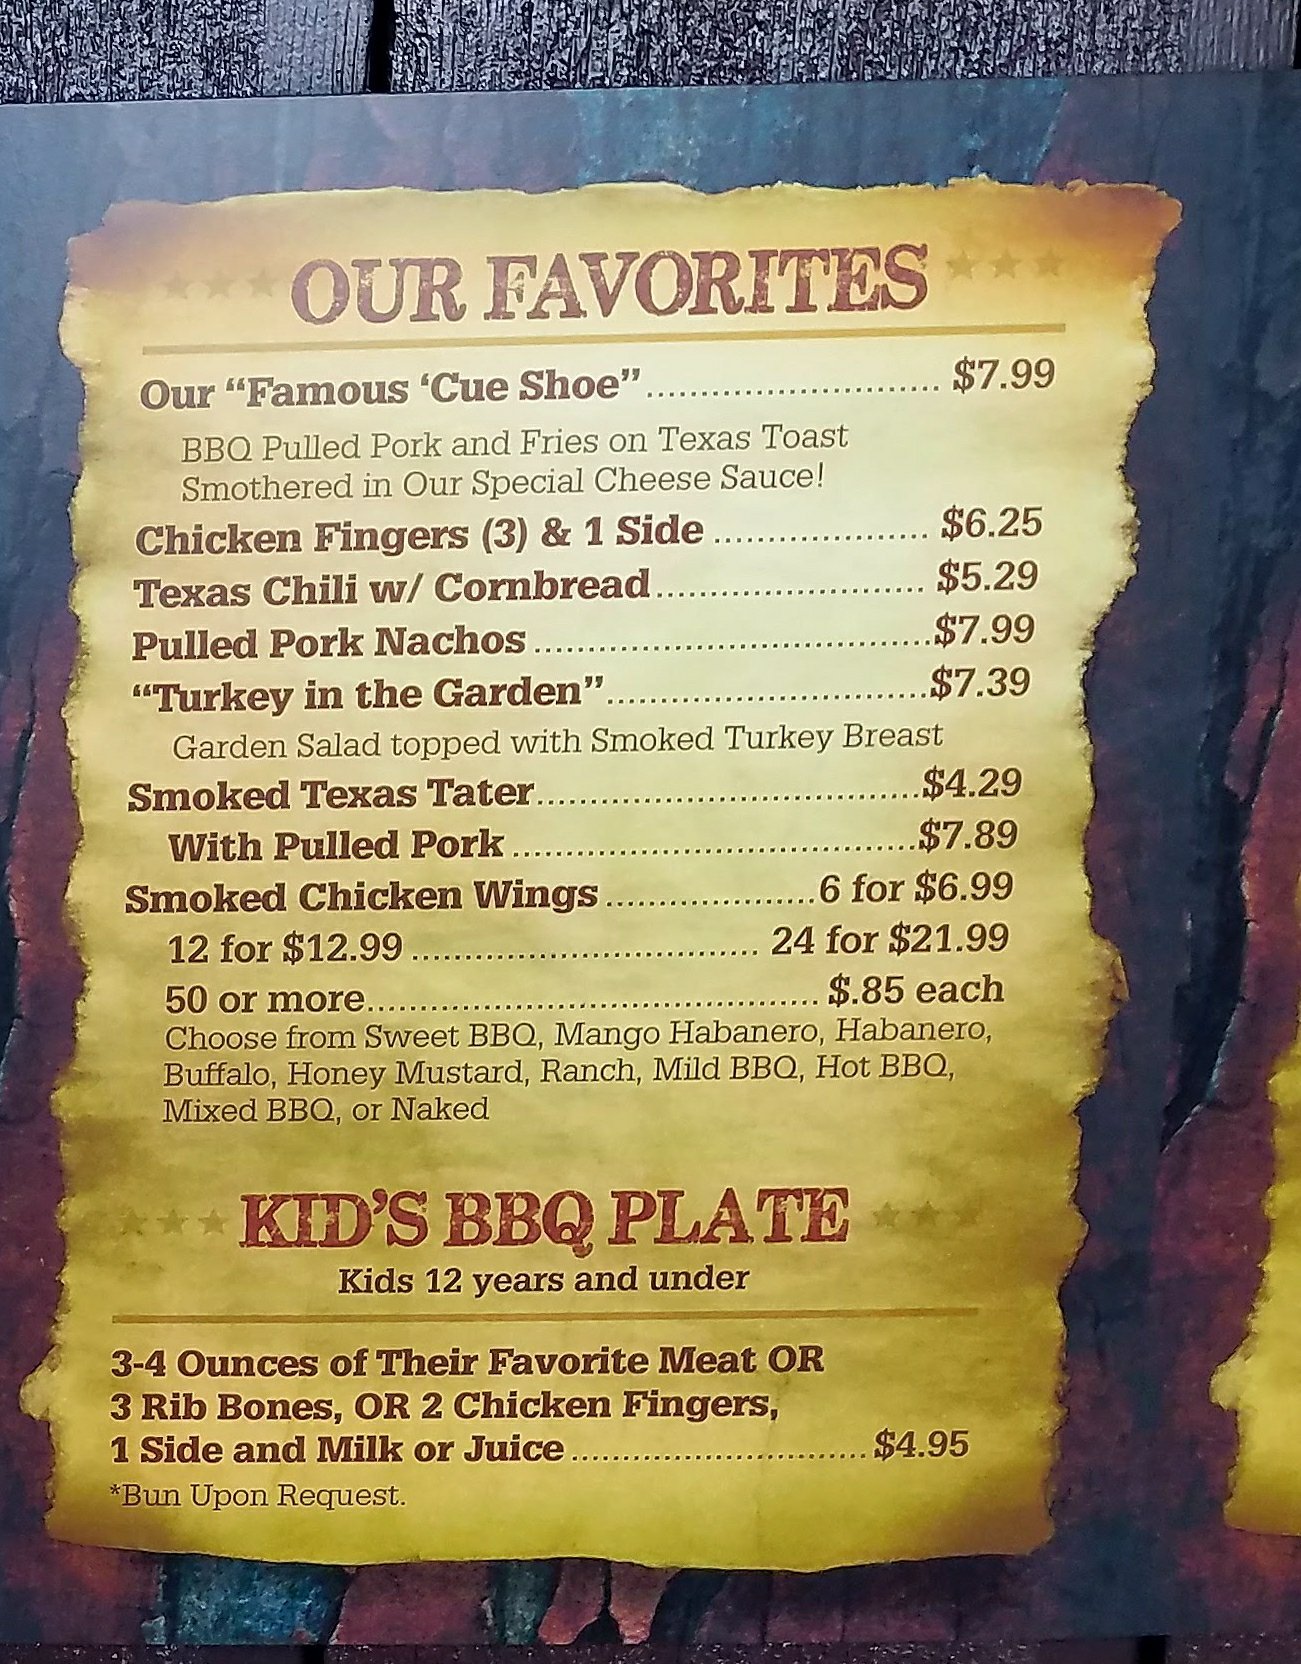 OUR FAVORITES
Our “Famous ‘Cue Shoe”........................... $7.99
BBQ Pulled Pork and Fries on Texas Toast
Smothered in Our Special Cheese Sauce!
Chicken Fingers (3) & 1 Side .................... $6.25
Texas Chili w/ Cornbread......................... $5.29
Pulled Pork Nachos .....................................$7.99
“Turkey in the Garden”..............................$7.39
Garden Salad topped with Smoked Turkey Breast
Smoked Texas Tater....................................$4.29
With Pulled Pork ......................................$7.89
Smoked Chicken Wings ....................6 for $6.99
12 for $12.99 ................................. 24 for $21.99
50 or more.......................................... $.85 each
Choose from Sweet BBQ, Mango Habanero, Habanero,
Buffalo, Honey Mustard, Ranch, Mild BBQ, Hot BBQ,
Mixed BBQ, or Naked
KID’S BBQ PLATE
Kids 12 years and under
3-4 Ounces of Their Favorite Meat OR
3 Rib Bones, OR 2 Chicken Fingers,
1 Side and Milk or Juice ............................$4.95
*Bun Upon Request.